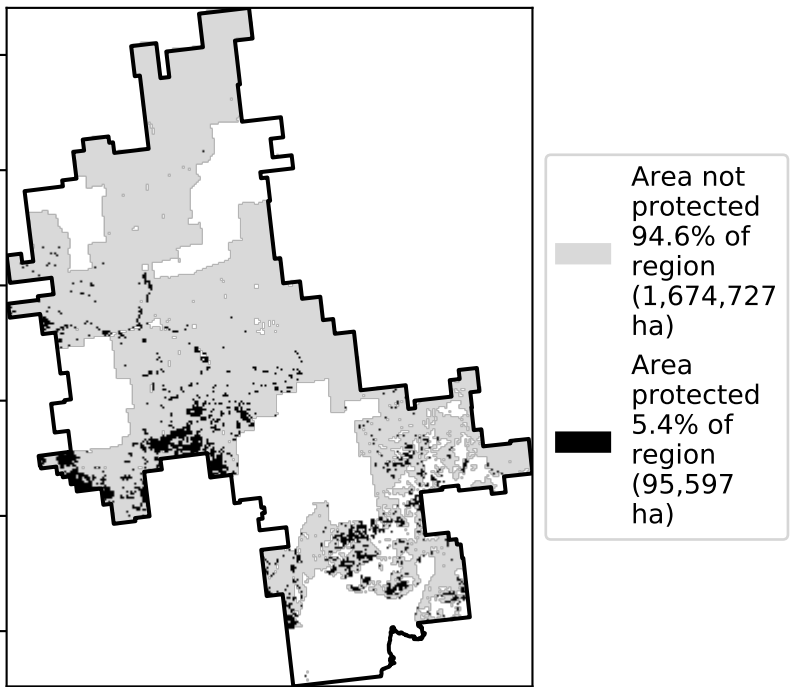 Area not
protected
94.6% of
region
(1,674,727
ha)
Area
protected
5.4% of
region
(95,597
ha)